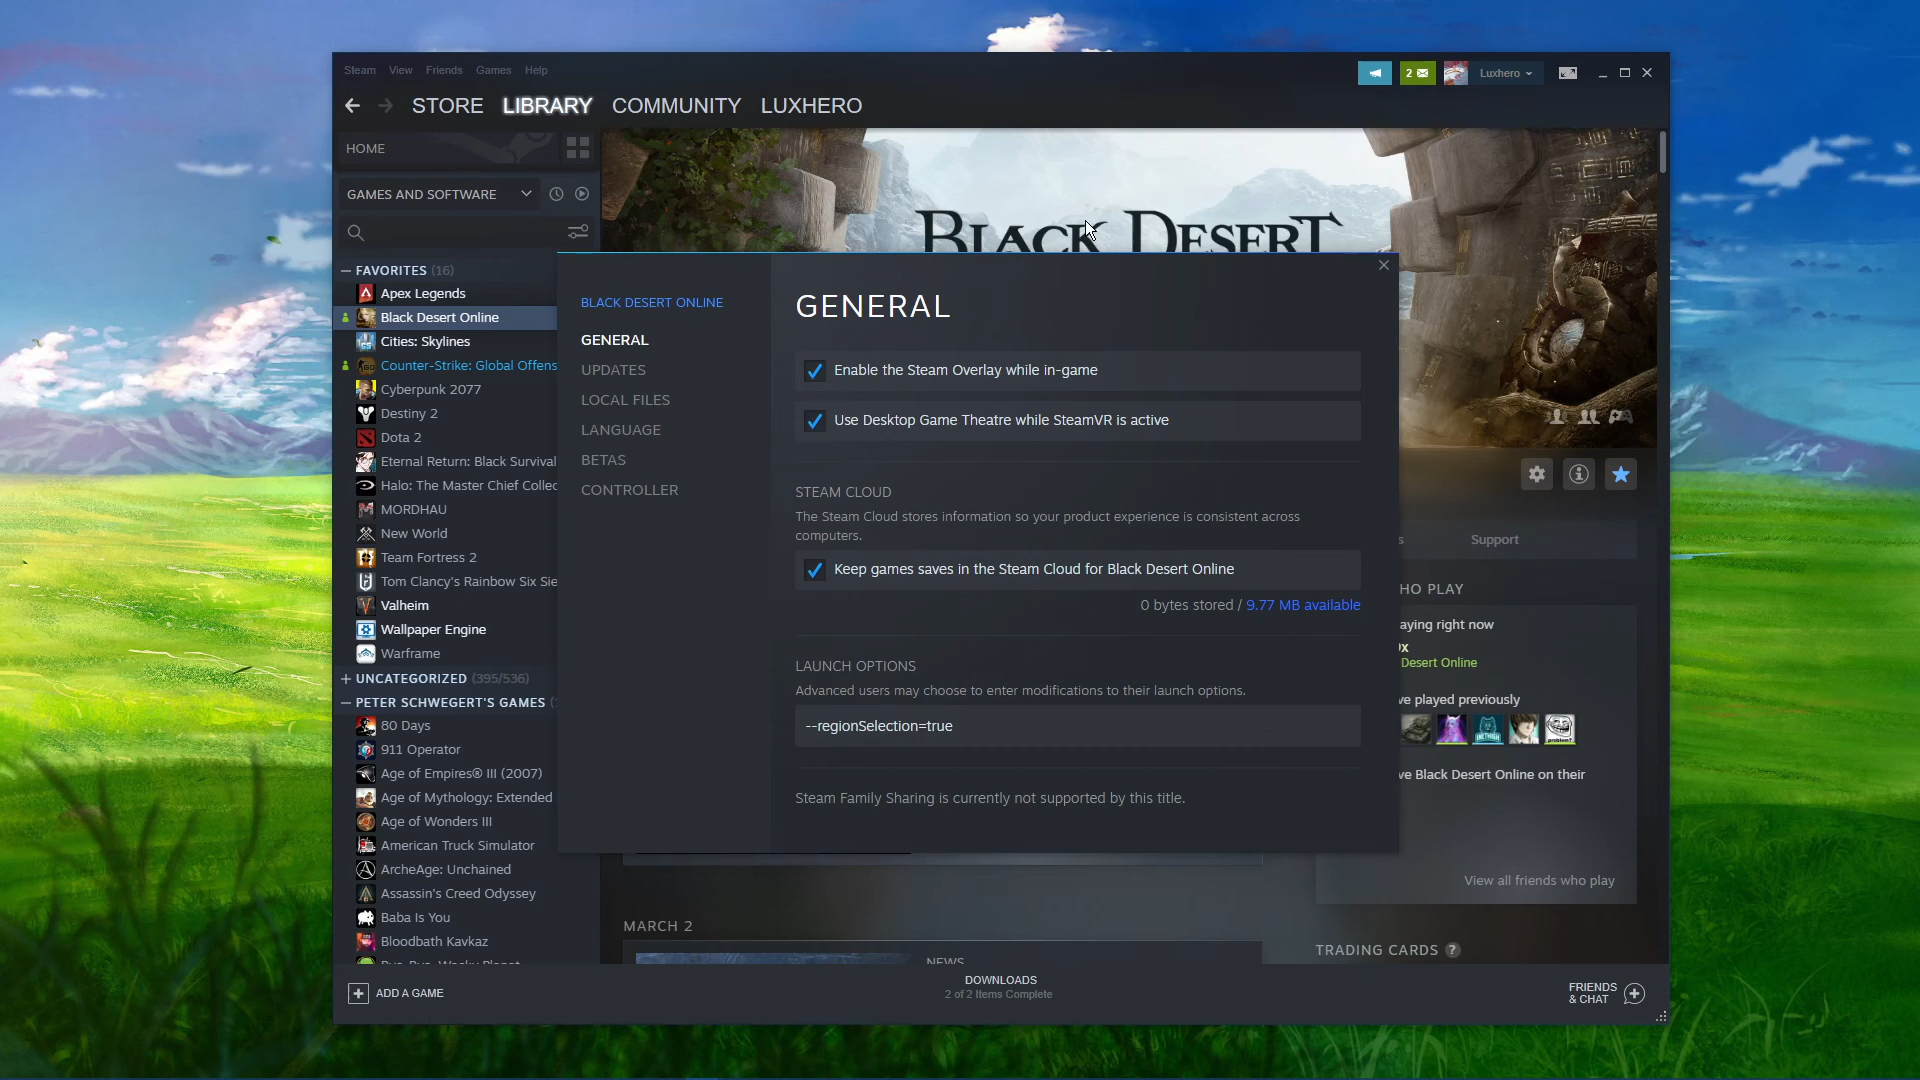 Steam View Friends Games Help
2
Luxhero
STORE LIBRARY COMMUNITY LUXHERO
HOME
GAMES AND SOFTWARE
BLACK DESERT
FAVORITES (16)
Apex Legends
Black Desert Online
Cities: Skylines
Counter-Strike: Global Offens
Cyberpunk 2077
Destiny 2
Dota 2
Eternal Return: Black Survival
Halo: The Master Chief Collec
MORDHAU
New World
Team Fortress 2
Tom Clancy's Rainbow Six Sie
Valheim
Wallpaper Engine
Warframe
UNCATEGORIZED (395/536)
PETER SCHWEGERT'S GAMES
80 Days
911 Operator
Age of Empires® III (2007)
Age of Mythology: Extended
Age of Wonders III
American Truck Simulator
ArcheAge: Unchained
Assassin's Creed Odyssey
Baba Is You
Bloodbath Kavkaz
BLACK DESERT ONLINE
GENERAL
UPDATES
LOCAL FILES
LANGUAGE
BETAS
CONTROLLER
GENERAL
Enable the Steam Overlay while in-game
Use Desktop Game Theatre while SteamVR is active
STEAM CLOUD
The Steam Cloud stores information so your product experience is consistent across
computers.
Keep games saves in the Steam Cloud for Black Desert Online
0 bytes stored / 9.77 MB available
LAUNCH OPTIONS
Advanced users may choose to enter modifications to their launch options.
--regionSelection=true
Steam Family Sharing is currently not supported by this title.
s Support
HO PLAY
aying right now
x
Desert Online
ve played previously
ve Black Desert Online on their
View all friends who play
MARCH 2
NEWS
TRADING CARDS ?
ADD A GAME
DOWNLOADS
2 of 2 Items Complete
FRIENDS
& CHAT